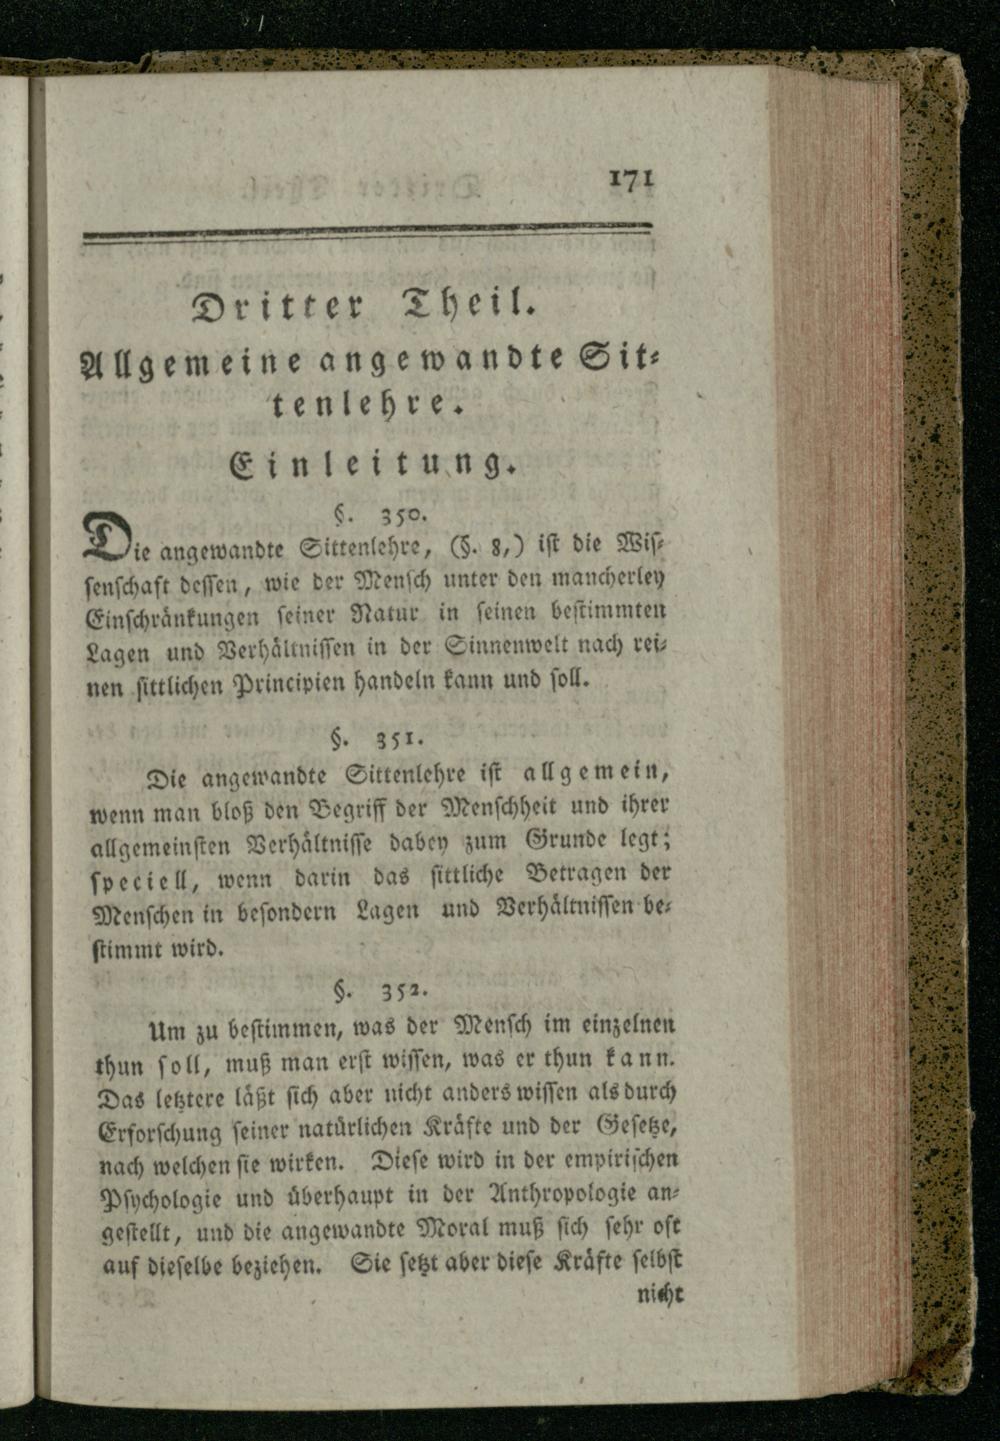 171
Dritter Theil.
Allgemeine angewandte Sit⸗
tenlehre.
Einleitung.
§. 350.
Die angewandte Sittenlehre, (§. 8,) iſt die Wiſ⸗
ſenſchaft deſſen, wie der Menſch unter den mancherley
Einſchränkungen ſeiner Natur in ſeinen beſtimmten
Lagen und Verhältniſſen in der Sinnenwelt nach rei⸗
nen ſittlichen Principien handeln kann und ſoll.
§. 351.
Die angewandte Sittenlehre iſt allgemein,
wenn man bloß den Begriff der Menſchheit und ihrer
allgemeinſten Verhältniſſe dabey zum Grunde legt;
ſpeciell, wenn darin das ſittliche Betragen der
Menſchen in beſondern Lagen und Verhältniſſen be⸗
ſtimmt wird.
§. 352.
Um zu beſtimmen, was der Menſch im einzelnen
thun ſoll, muß man erſt wiſſen, was er thun kann.
Das letztere läßt ſich aber nicht anders wiſſen als durch
Erforſchung ſeiner natürlichen Kräfte und der Geſetze,
nach welchen ſie wirken. Dieſe wird in der empiriſchen
Pſychologie und überhaupt in der Anthropologie an⸗
geſtellt, und die angewandte Moral muß ſich ſehr oft
auf dieſelbe beziehen. Sie ſetzt aber dieſe Kräfte ſelbſt
nicht